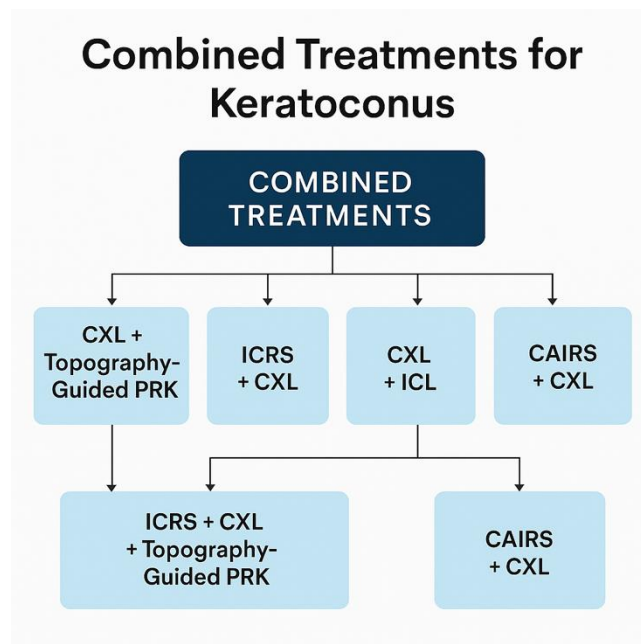 Combined Treatments for
Keratoconus
COMBINED
TREATMENTS
CXL +
Topography-
Guided PRK
ICRS
+ CXL
CXL
+ ICL
CAIRS
+ CXL
ICRS + CXL
+ Topography-
Guided PRK
CAIRS
+ CXL